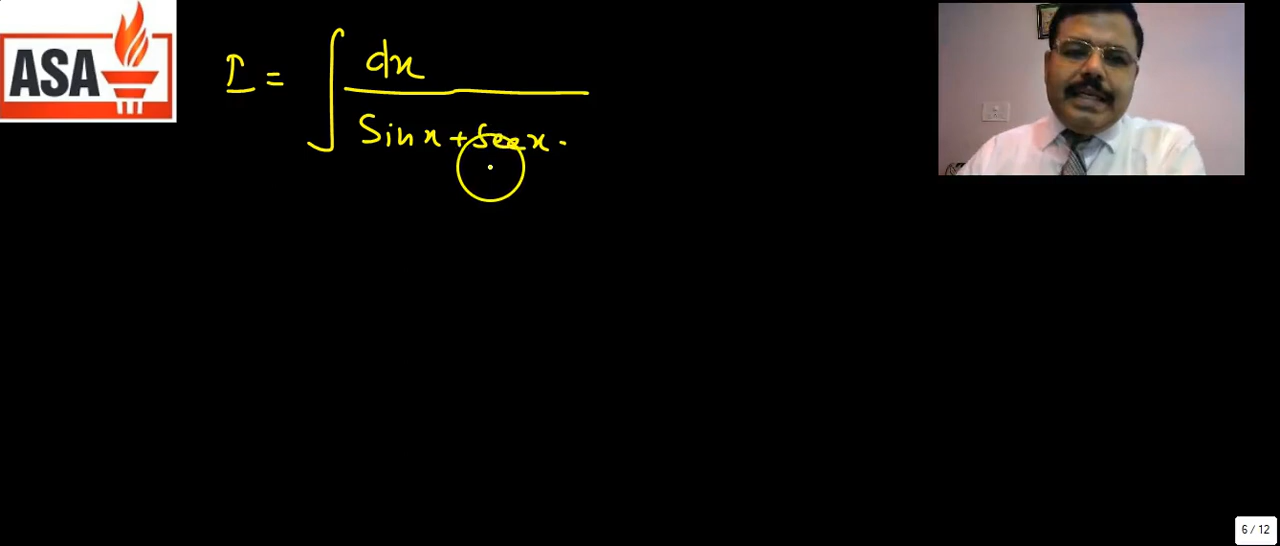 ASA
I = ∫ dx / (Sin x + sec x) .
6 / 12